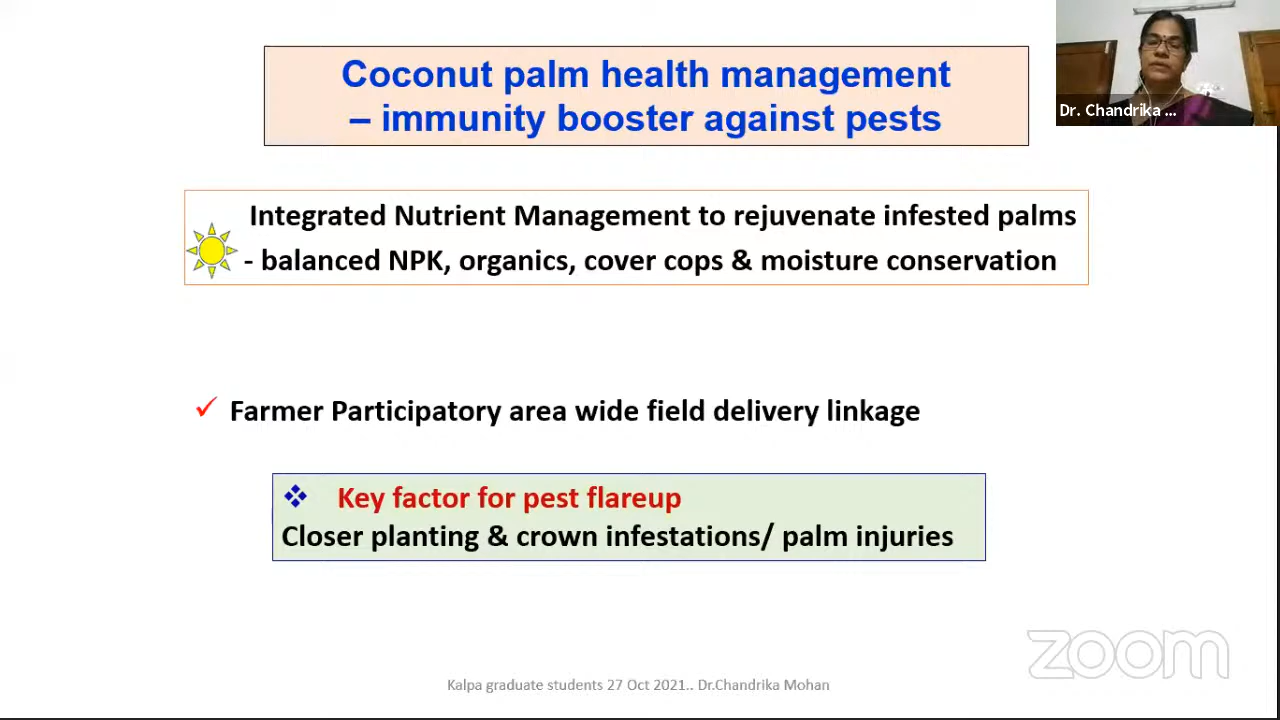 Coconut palm health management
– immunity booster against pests
Dr. Chandrika ...
Integrated Nutrient Management to rejuvenate infested palms
- balanced NPK, organics, cover cops & moisture conservation
✓ Farmer Participatory area wide field delivery linkage
❖ Key factor for pest flareup
Closer planting & crown infestations/ palm injuries
zoom
Kalpa graduate students 27 Oct 2021.. Dr.Chandrika Mohan